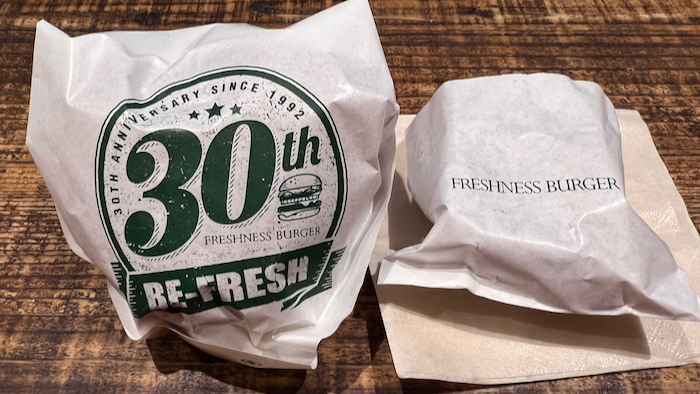 30TH ANNIVERSARY SINCE 1992
30th
FRESHNESS BURGER
RE-FRESH
FRESHNESS BURGER